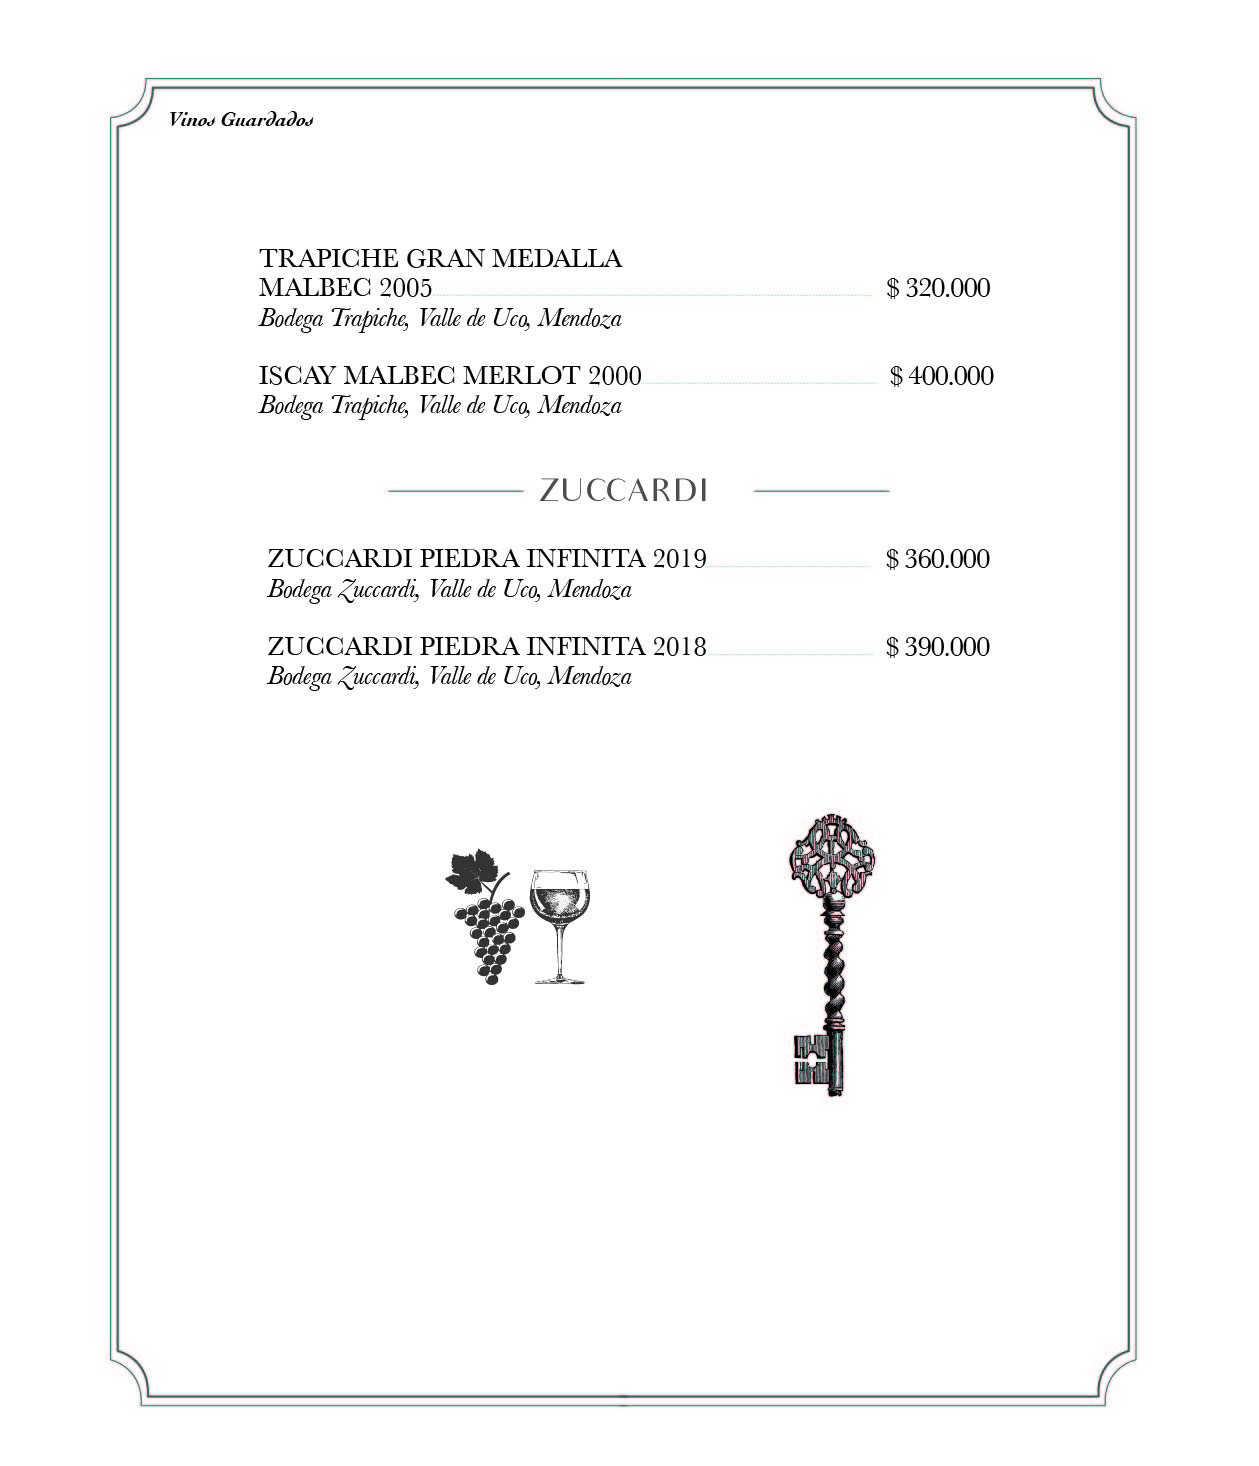 Vinos Guardados
TRAPICHE GRAN MEDALLA
MALBEC 2005 $ 320.000
Bodega Trapiche, Valle de Uco, Mendoza
ISCAY MALBEC MERLOT 2000 $ 400.000
Bodega Trapiche, Valle de Uco, Mendoza
ZUCCARDI
ZUCCARDI PIEDRA INFINITA 2019 $ 360.000
Bodega Zuccardi, Valle de Uco, Mendoza
ZUCCARDI PIEDRA INFINITA 2018 $ 390.000
Bodega Zuccardi, Valle de Uco, Mendoza